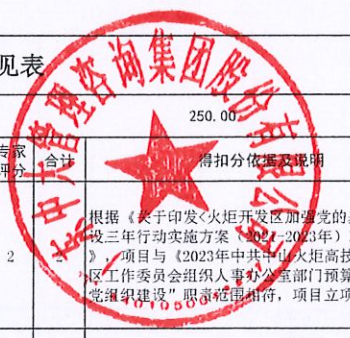 见表
广东中大管理咨询集团股份有限公司
250.00
专家
评分
合计
得扣分依据及说明
根据《关于印发<火炬开发区加强党的
设三年行动实施方案(2021-2023年)
2
2
》,项目与《2023年中共中山火炬高技
区工作委员会组织人事办公室部门预算
党组织建设”职责范围相符,项目立项